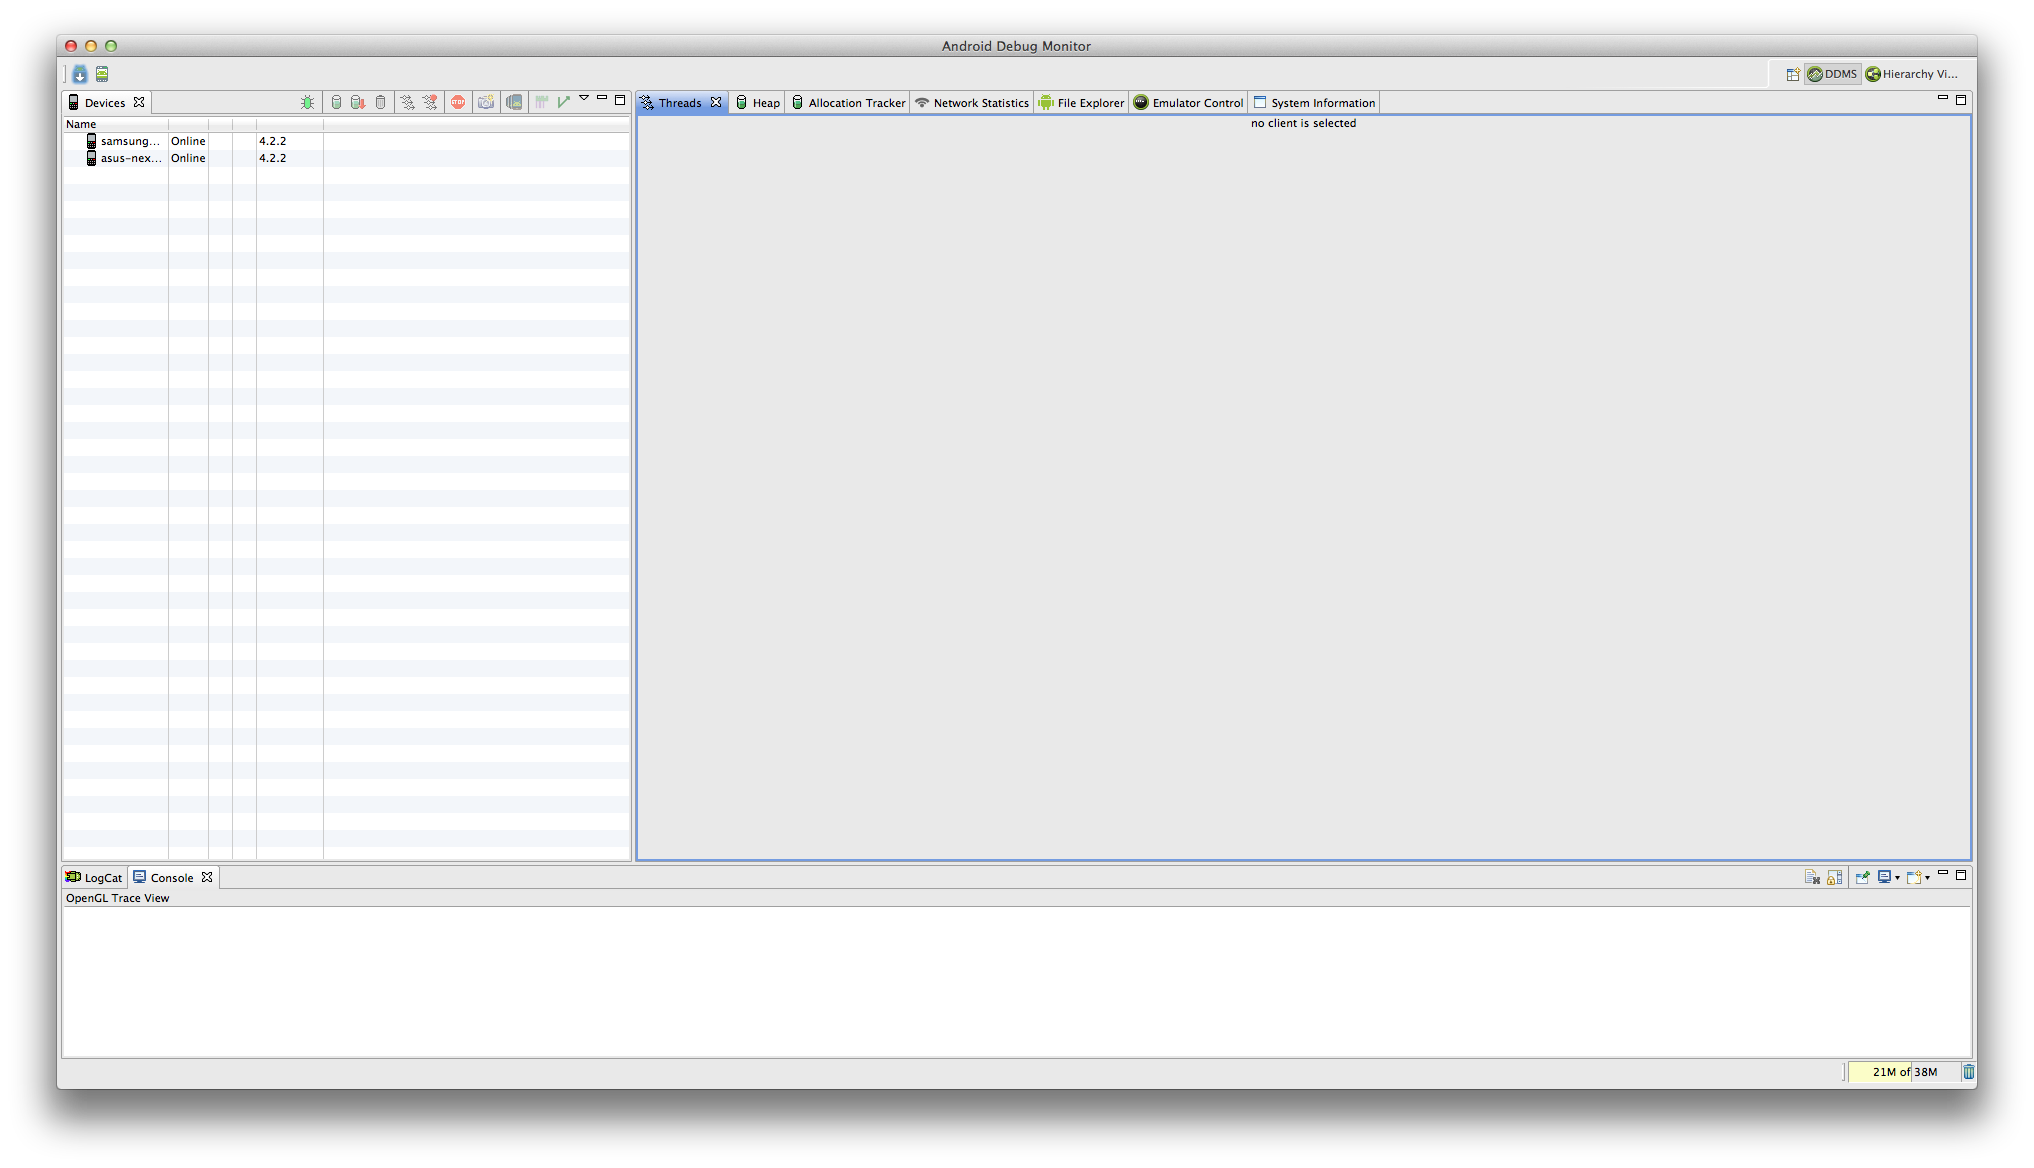 Android Debug Monitor
DDMS
Hierarchy Vi...
Devices
Threads
Heap
Allocation Tracker
Network Statistics
File Explorer
Emulator Control
System Information
Name
no client is selected
samsung... Online 4.2.2
asus-nex... Online 4.2.2
LogCat
Console
OpenGL Trace View
21M of 38M